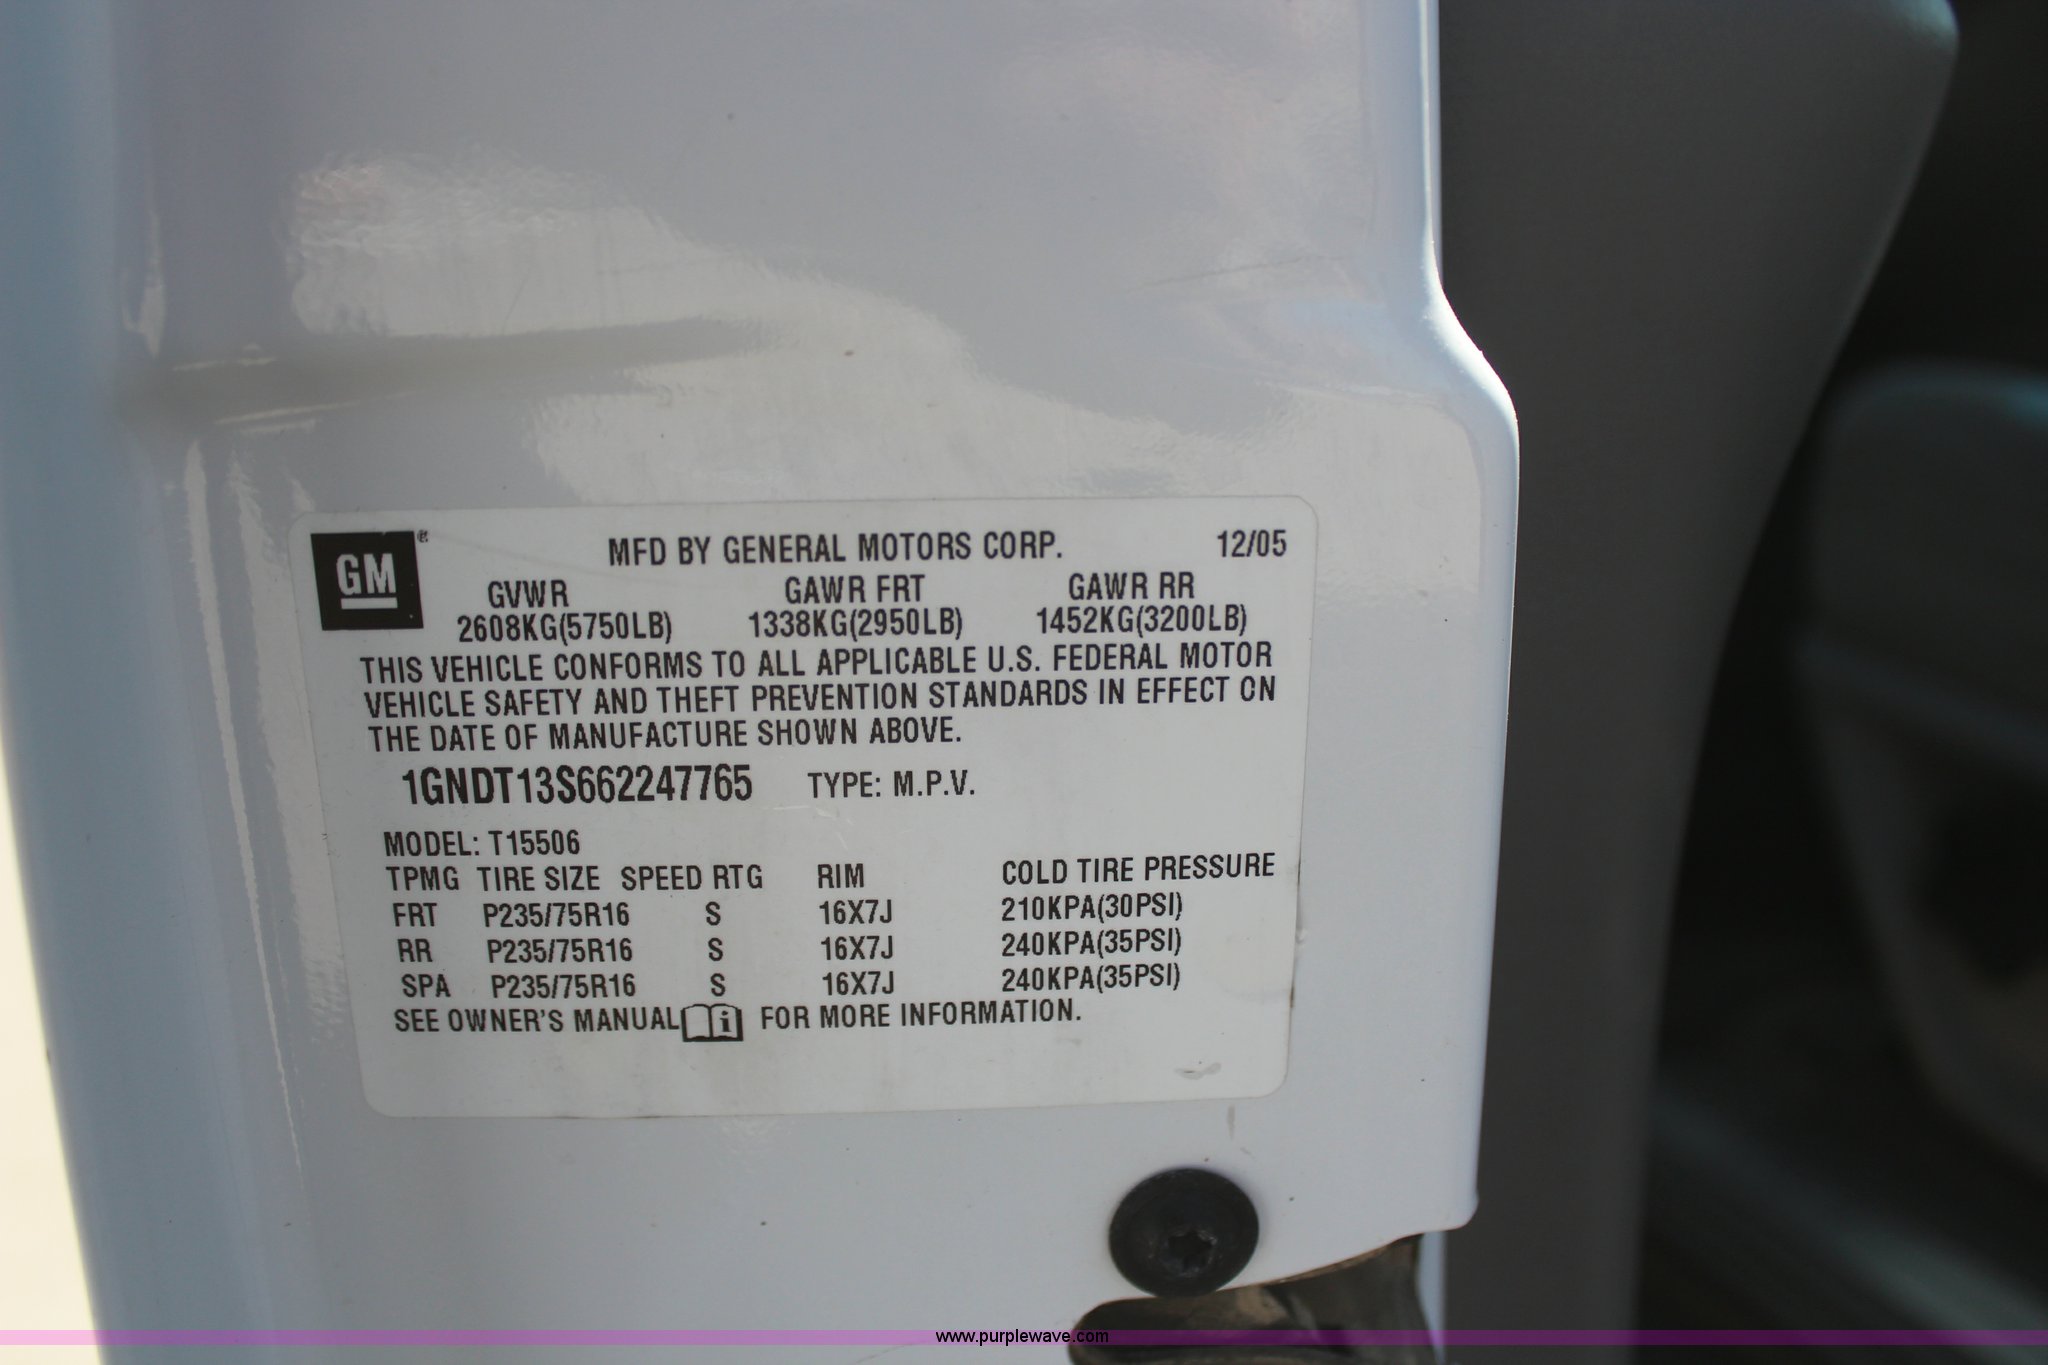 GM®
MFD BY GENERAL MOTORS CORP. 12/05
GVWR GAWR FRT GAWR RR
2608KG(5750LB) 1338KG(2950LB) 1452KG(3200LB)
THIS VEHICLE CONFORMS TO ALL APPLICABLE U.S. FEDERAL MOTOR
VEHICLE SAFETY AND THEFT PREVENTION STANDARDS IN EFFECT ON
THE DATE OF MANUFACTURE SHOWN ABOVE.
1GNDT13S662247765 TYPE: M.P.V.
MODEL: T15506
TPMG TIRE SIZE SPEED RTG RIM COLD TIRE PRESSURE
FRT P235/75R16 S 16X7J 210KPA(30PSI)
RR P235/75R16 S 16X7J 240KPA(35PSI)
SPA P235/75R16 S 16X7J 240KPA(35PSI)
SEE OWNER'S MANUAL i FOR MORE INFORMATION.
www.purplewave.com